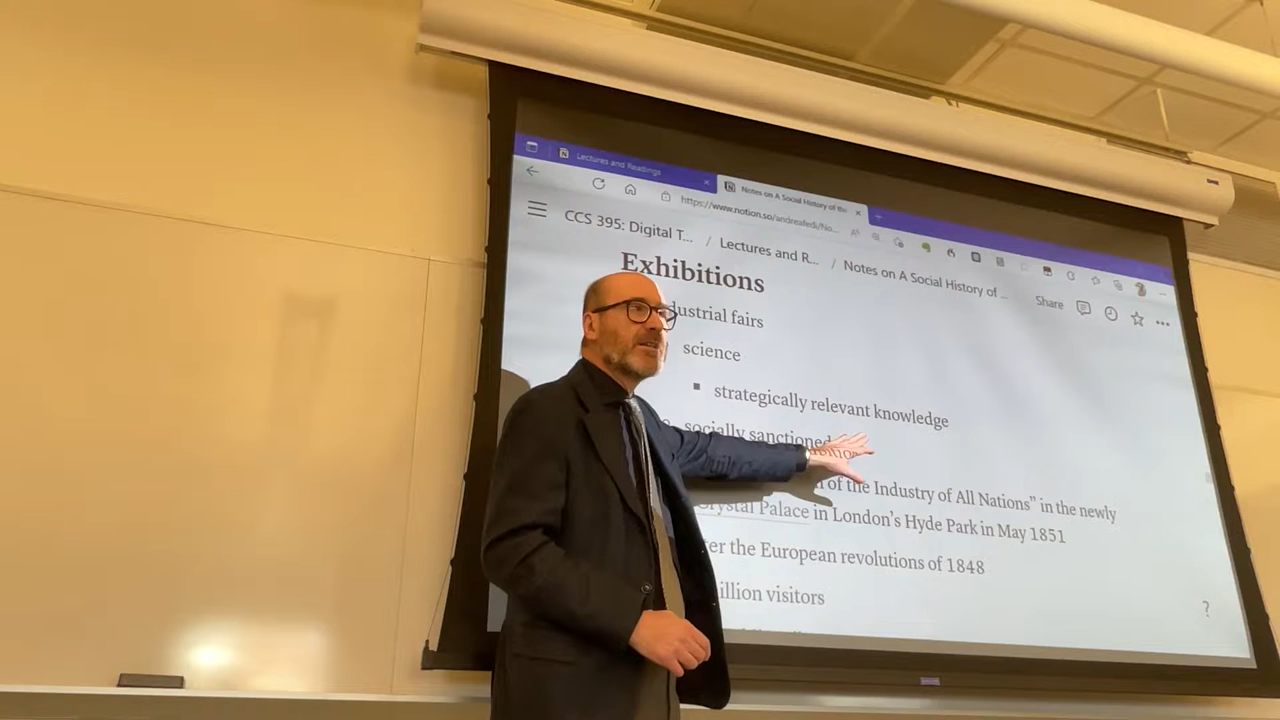 Lectures and Readings
Notes on A Social History of the
https://www.notion.so/andreafedi/No...
CCS 395: Digital T... / Lectures and R... / Notes on A Social History of ...
Share
Exhibitions
dustrial fairs
science
strategically relevant knowledge
socially sanctioned
of the Industry of All Nations” in the newly
Crystal Palace in London’s Hyde Park in May 1851
er the European revolutions of 1848
illion visitors
?